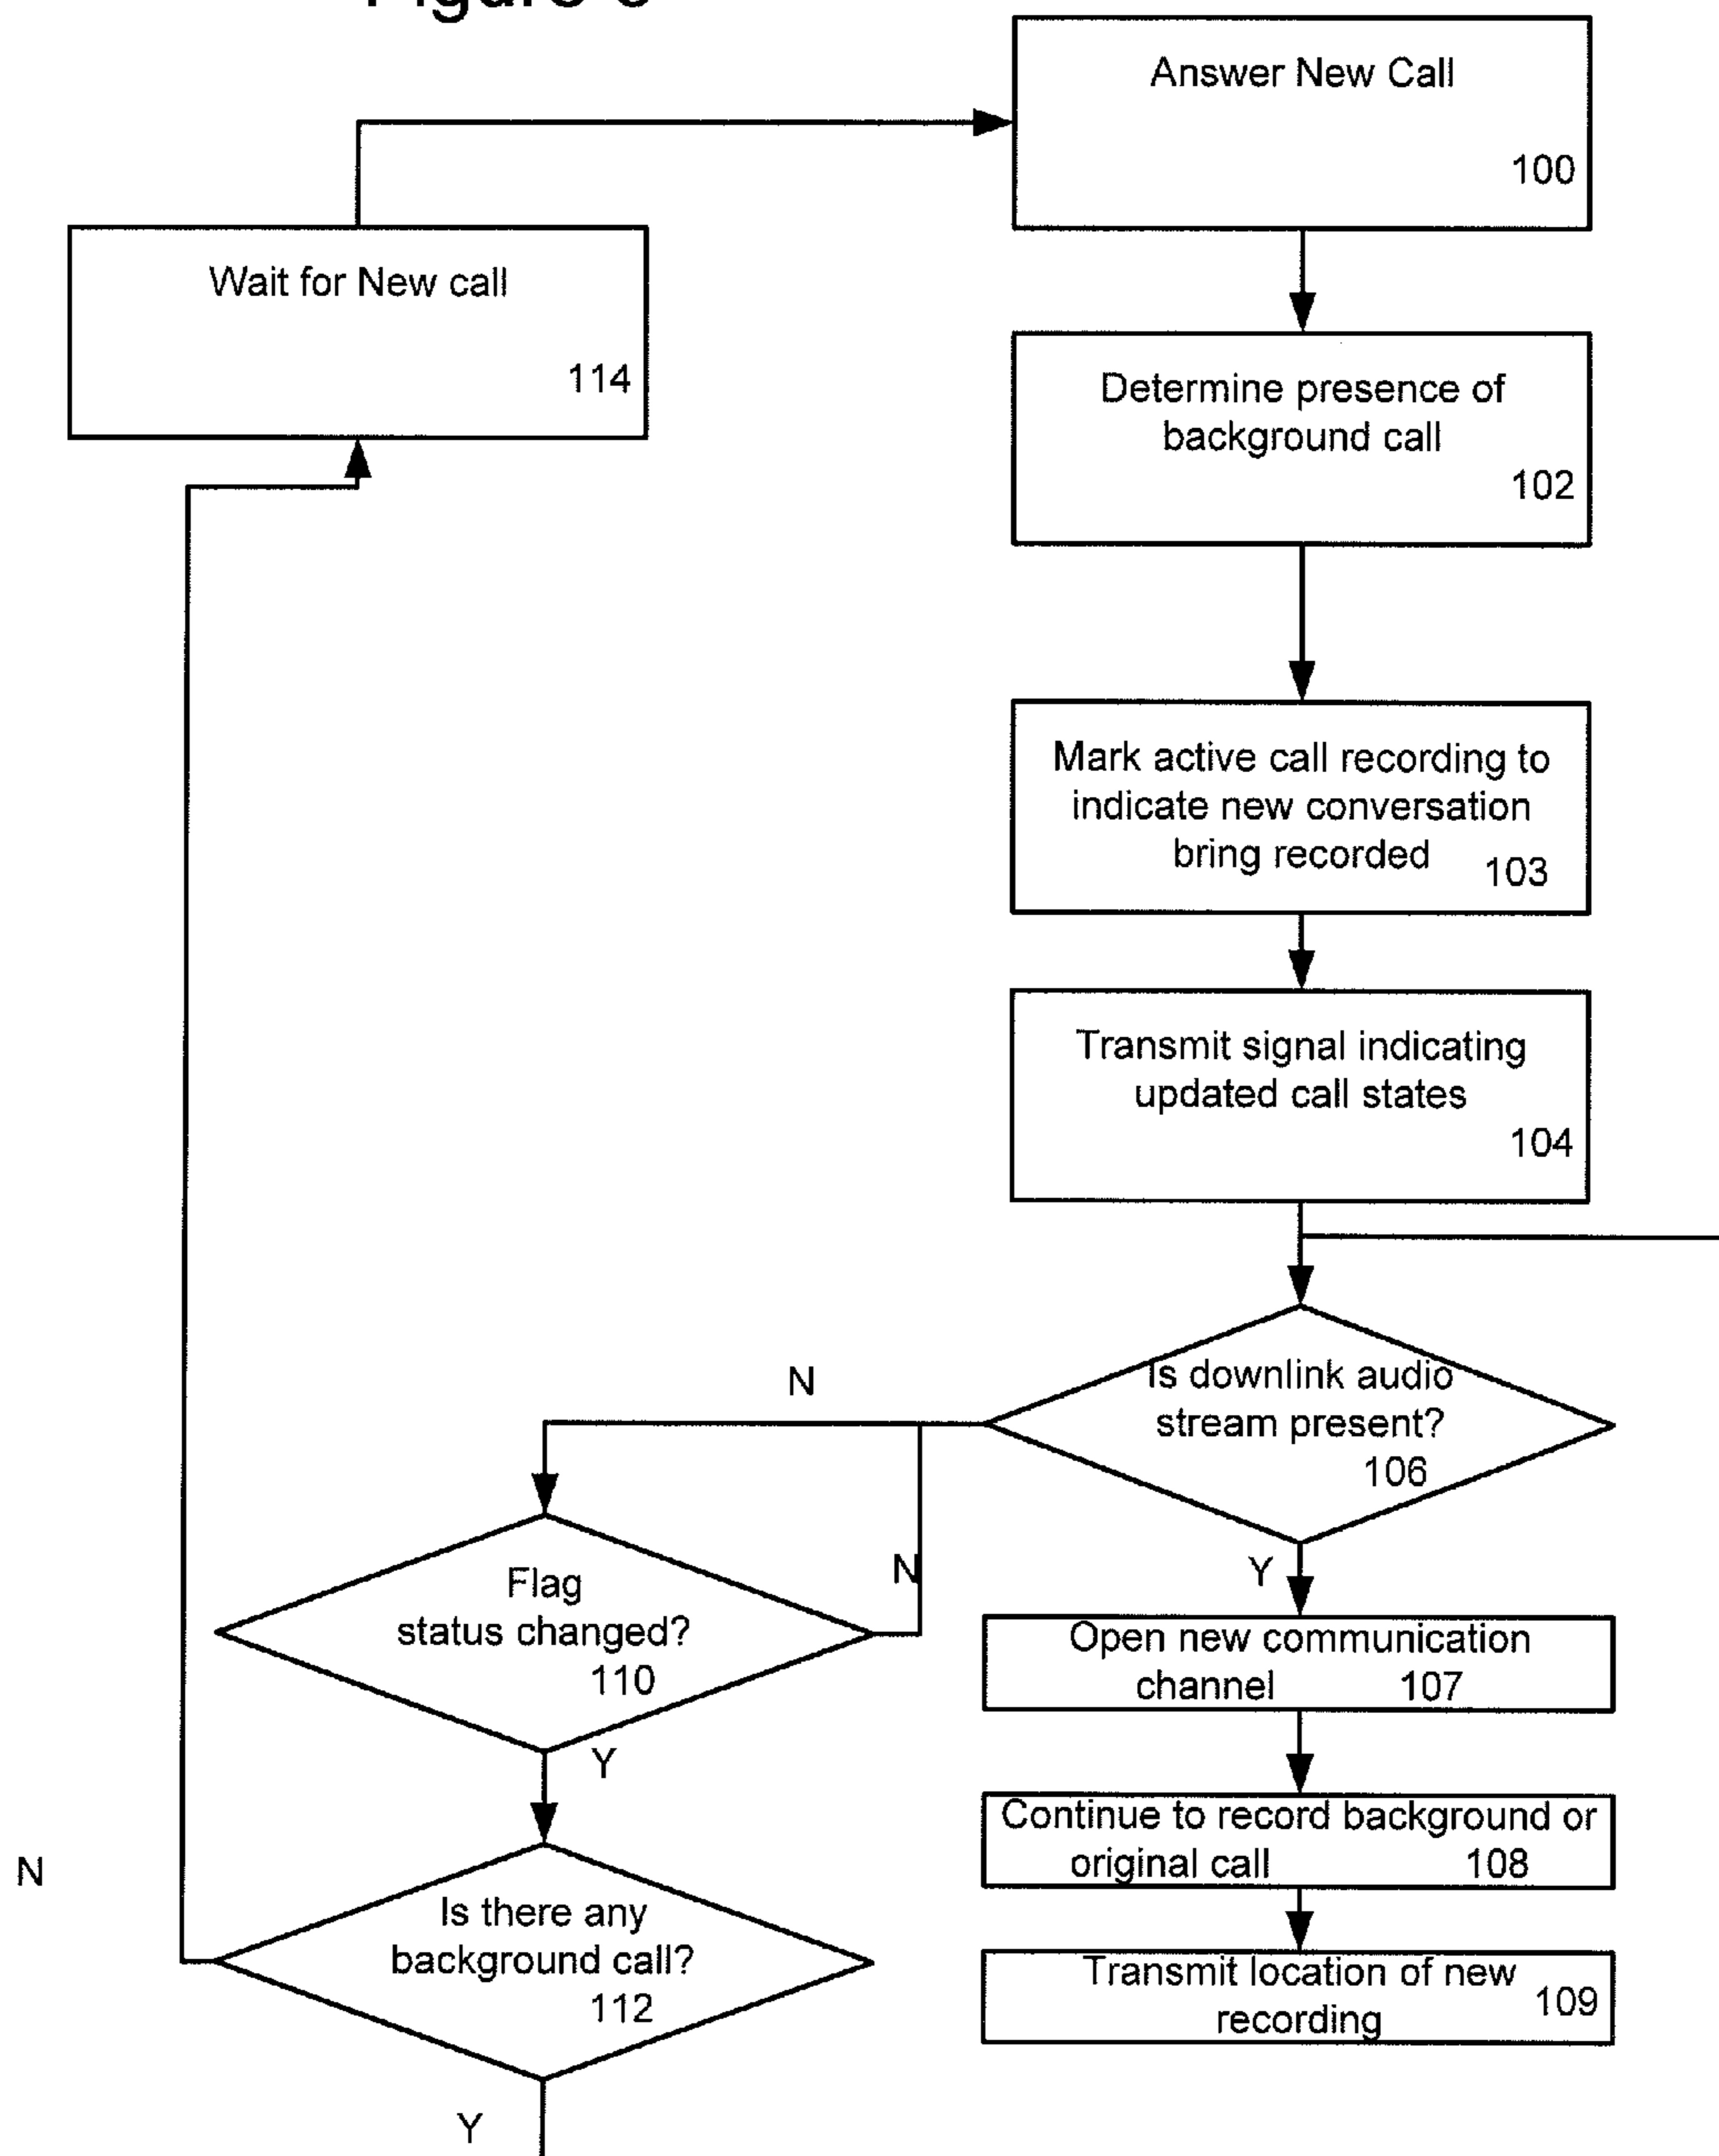 Answer New Call
100
Wait for New call
114
Determine presence of
background call
102
Mark active call recording to
indicate new conversation
bring recorded
103
Transmit signal indicating
updated call states
104
Is downlink audio
stream present?
106
N
Y
Flag
status changed?
110
N
Y
Open new communication
channel 107
Continue to record background or
original call 108
Is there any
background call?
112
N
Y
Transmit location of new
recording
109